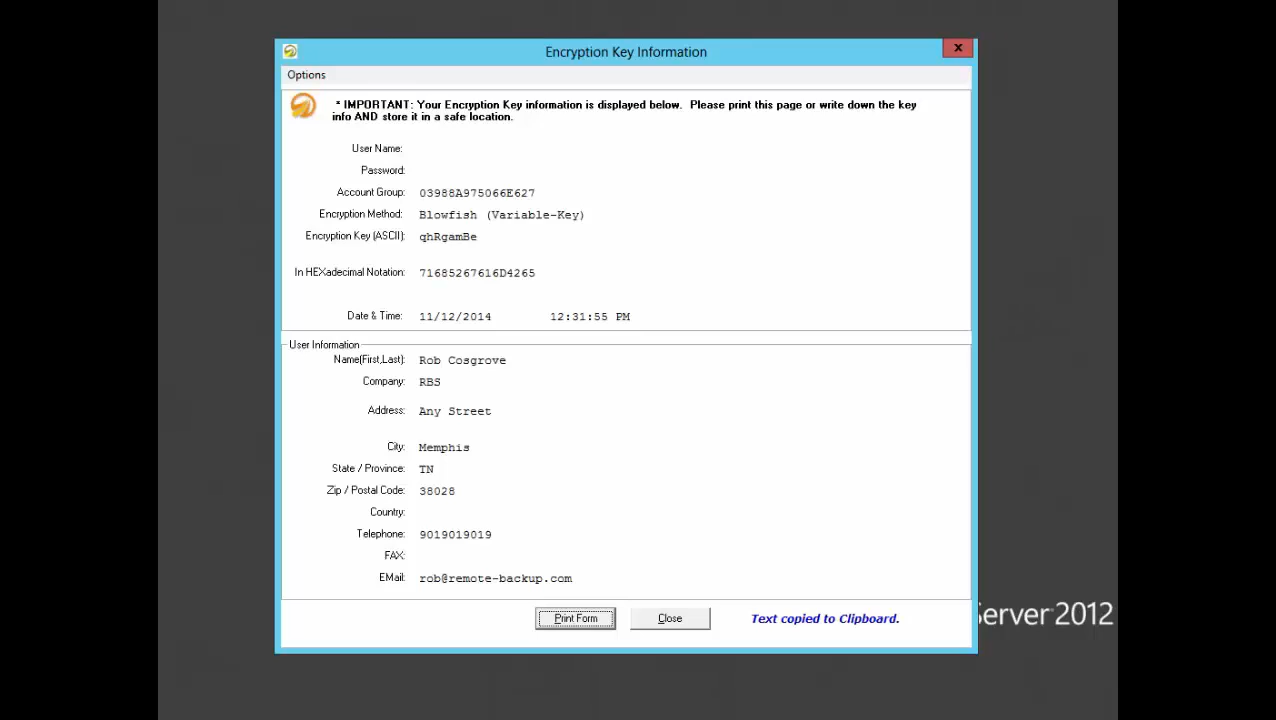 Encryption Key Information
X
Options
* IMPORTANT: Your Encryption Key information is displayed below. Please print this page or write down the key
info AND store it in a safe location.
User Name:
Password:
Account Group: 03988A975066E627
Encryption Method: Blowfish (Variable-Key)
Encryption Key (ASCII): qhRgamBe
In HEXadecimal Notation: 71685267616D4265
Date & Time: 11/12/2014 12:31:55 PM
User Information
Name(First,Last): Rob Cosgrove
Company: RBS
Address: Any Street
City: Memphis
State / Province: TN
Zip / Postal Code: 38028
Country:
Telephone: 9019019019
FAX:
EMail: rob@remote-backup.com
Print Form Close Text copied to Clipboard.
Server 2012